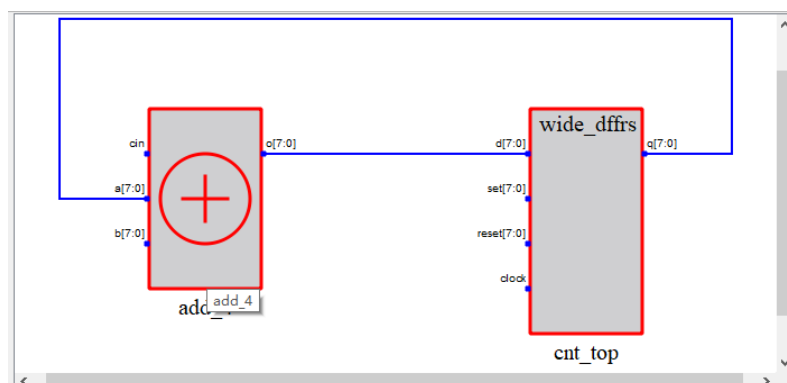 cin
a[7:0]
b[7:0]
o[7:0]
add_4
wide_dffrs
d[7:0]
set[7:0]
reset[7:0]
clock
q[7:0]
cnt_top